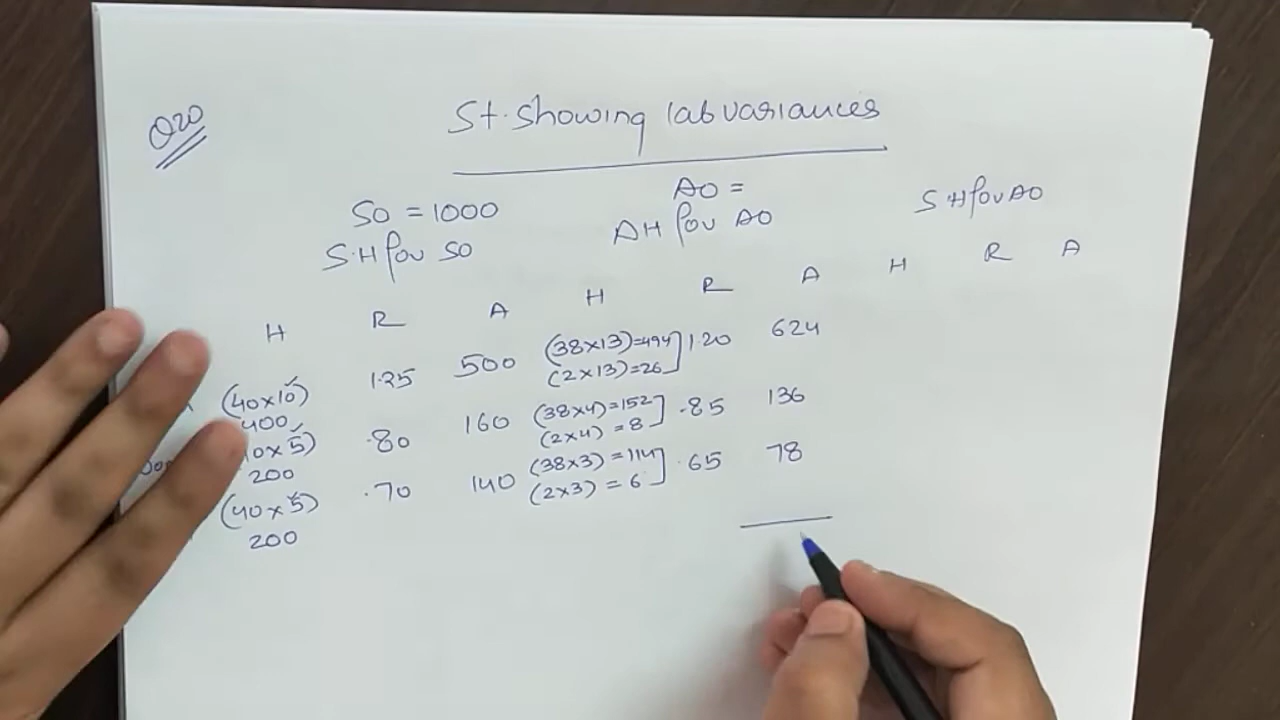 Q20
St. Showing lab variances
SO = 1000 AO =
S.H for SO AH for AO SH for AO
H R A H R A H R A
(40x10) 1.25 500 (38x13)=494 1.20 624
400 (2x13)=26
x5) .80 160 (38x4)=152 .85 136
200 (2x4) = 8
(40x5) .70 140 (38x3) = 114 .65 78
200 (2x3) = 6